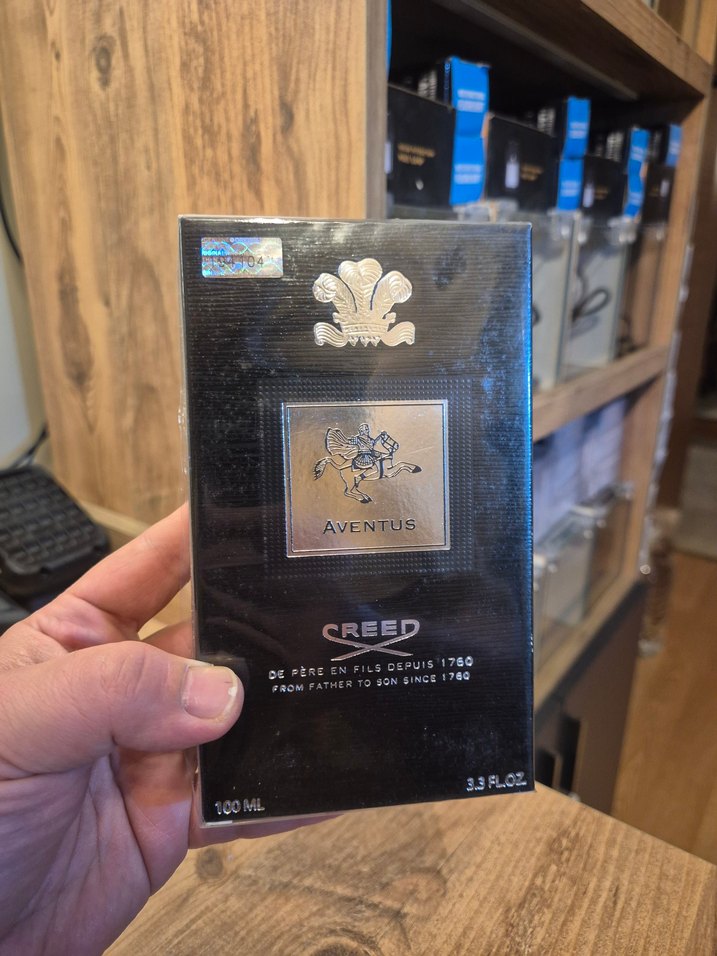 AVENTUS
CREED
DE PÈRE EN FILS DEPUIS 1760
FROM FATHER TO SON SINCE 1760
100 ML
3.3 FL.OZ